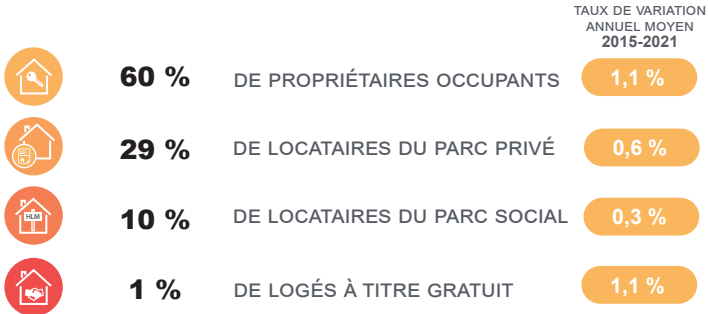 TAUX DE VARIATION
ANNUEL MOYEN
2015-2021
60 % DE PROPRIÉTAIRES OCCUPANTS 1,1 %
29 % DE LOCATAIRES DU PARC PRIVÉ 0,6 %
HLM 10 % DE LOCATAIRES DU PARC SOCIAL 0,3 %
1 % DE LOGÉS À TITRE GRATUIT 1,1 %